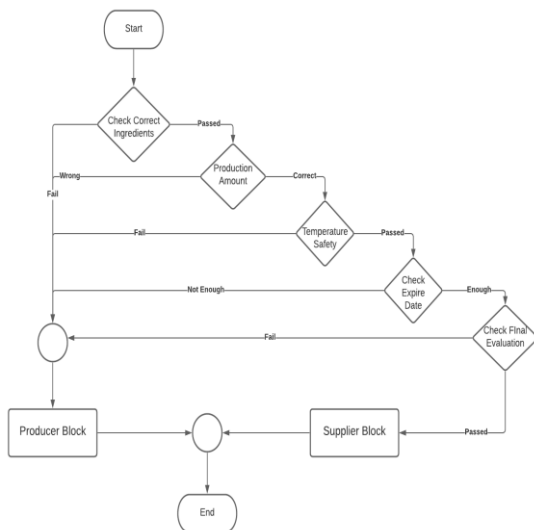 Start
Check Correct
Ingredients
Passed
Production
Amount
Wrong
Correct
Fail
Temperature
Safety
Fail
Passed
Check
Expire
Date
Not Enough
Enough
Check FInal
Evaluation
Fail
Producer Block
Supplier Block
Passed
End